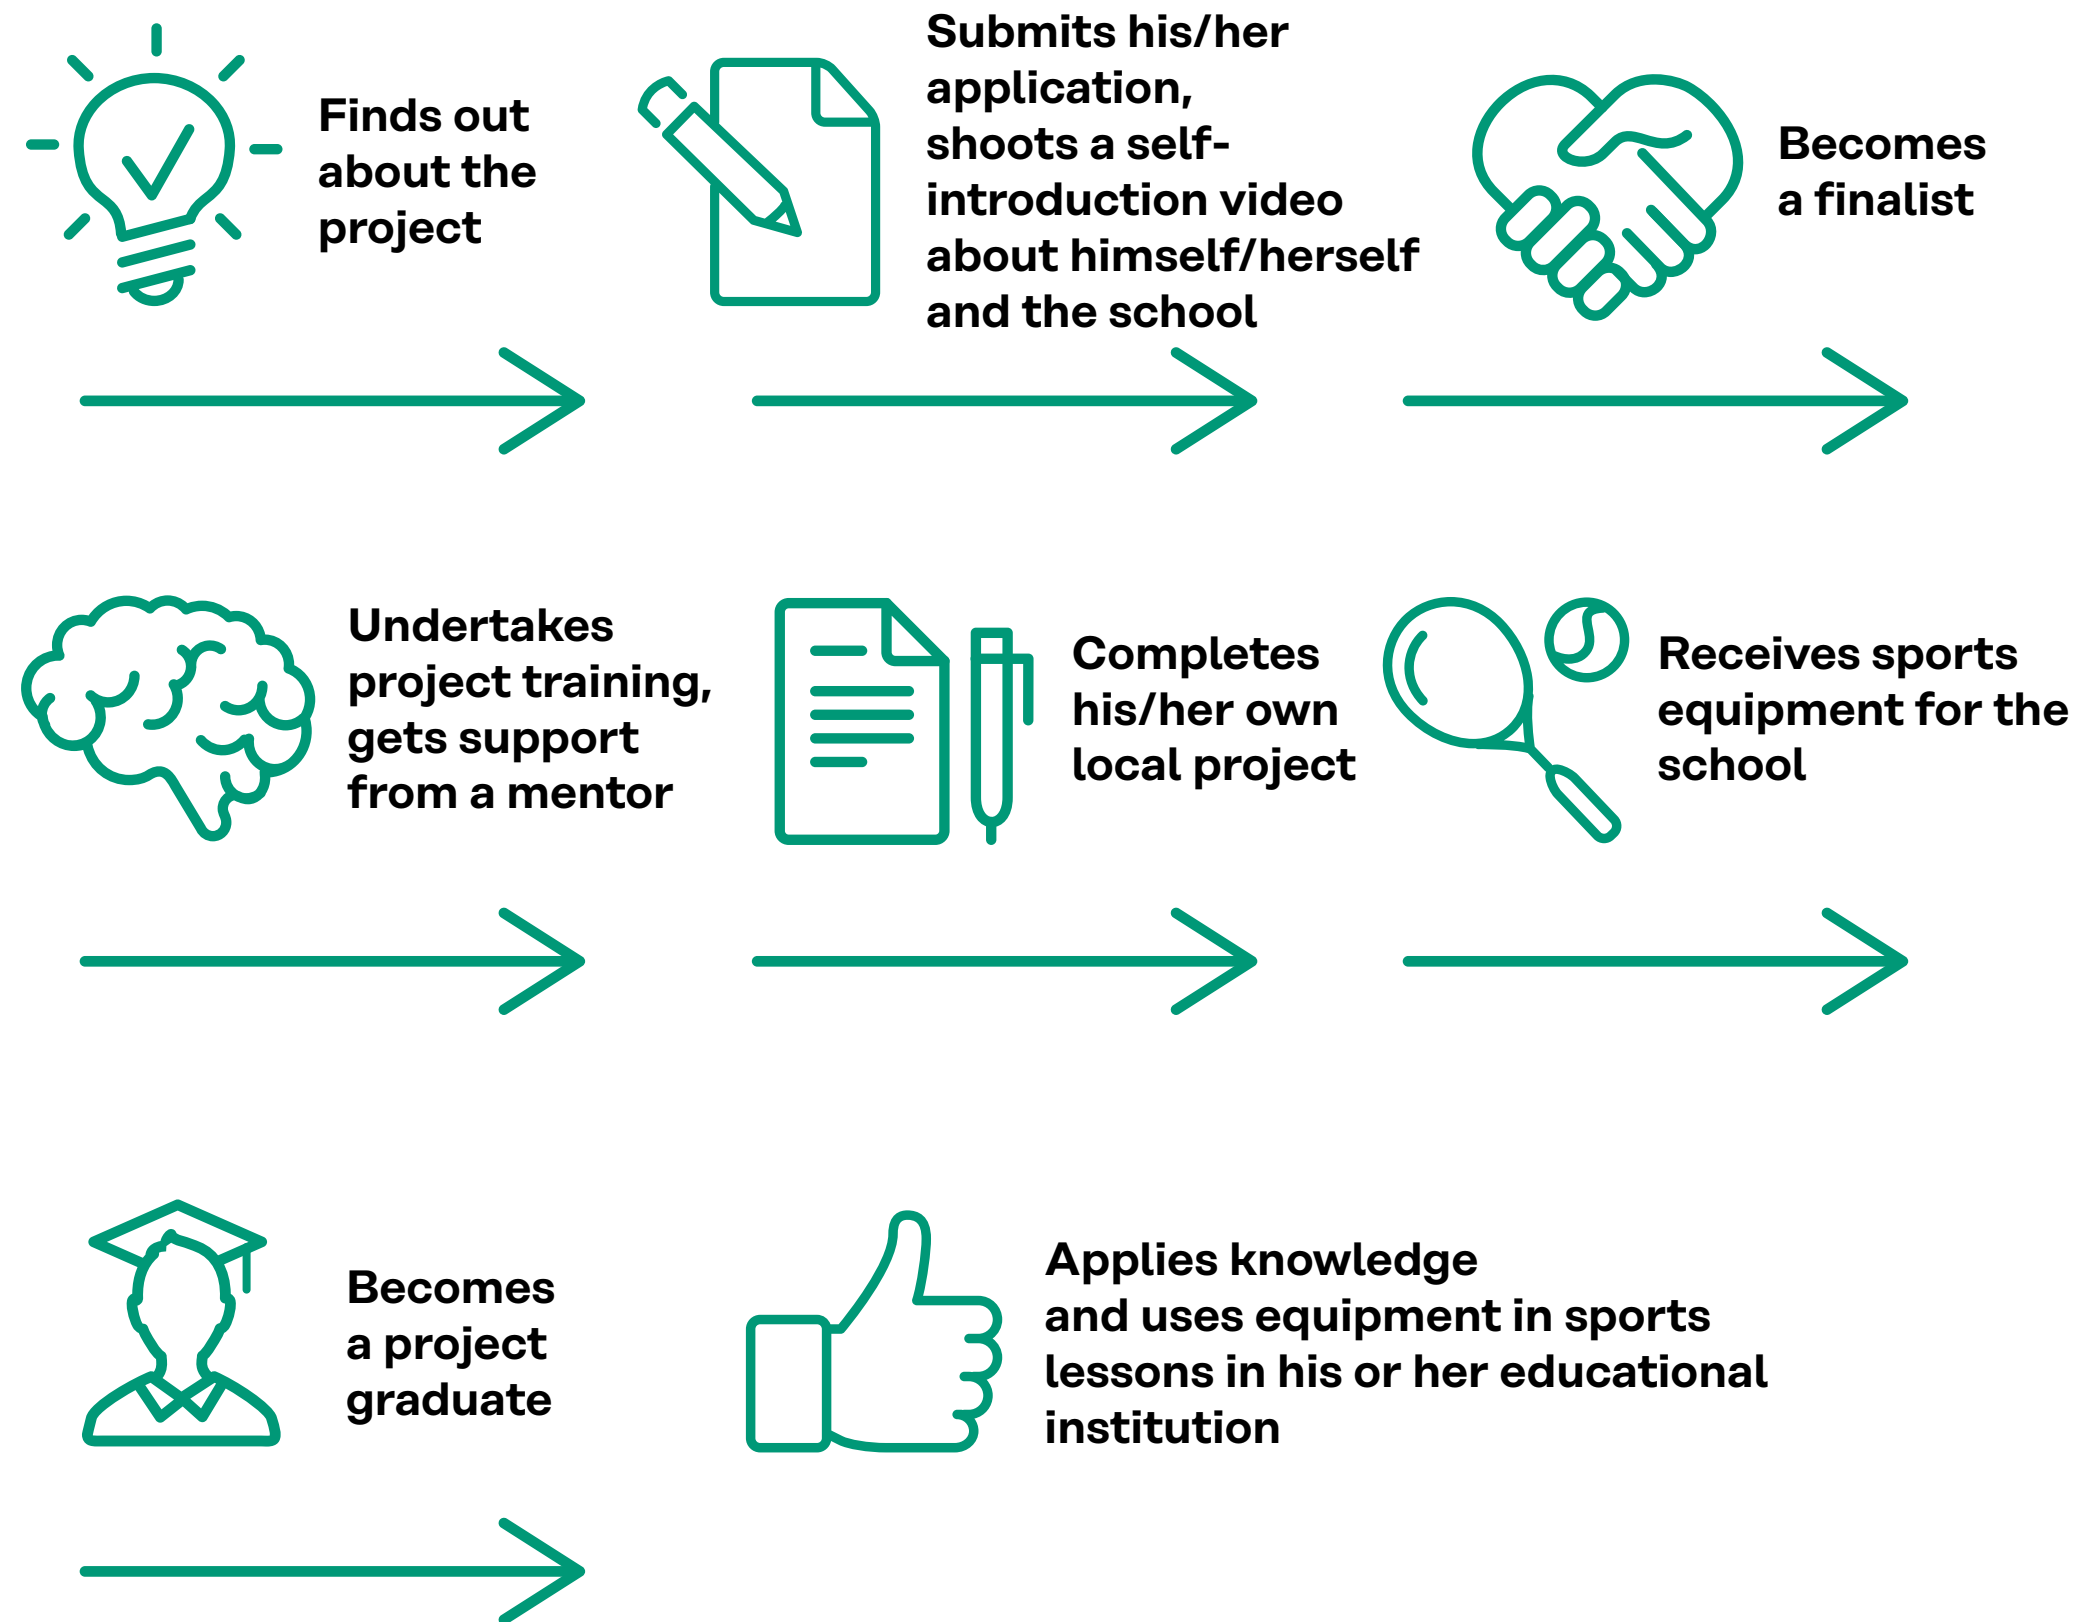 Finds out
about the
project
Submits his/her
application,
shoots a self-
introduction video
about himself/herself
and the school
Becomes
a finalist
Undertakes
project training,
gets support
from a mentor
Completes
his/her own
local project
Receives sports
equipment for the
school
Becomes
a project
graduate
Applies knowledge
and uses equipment in sports
lessons in his or her educational
institution